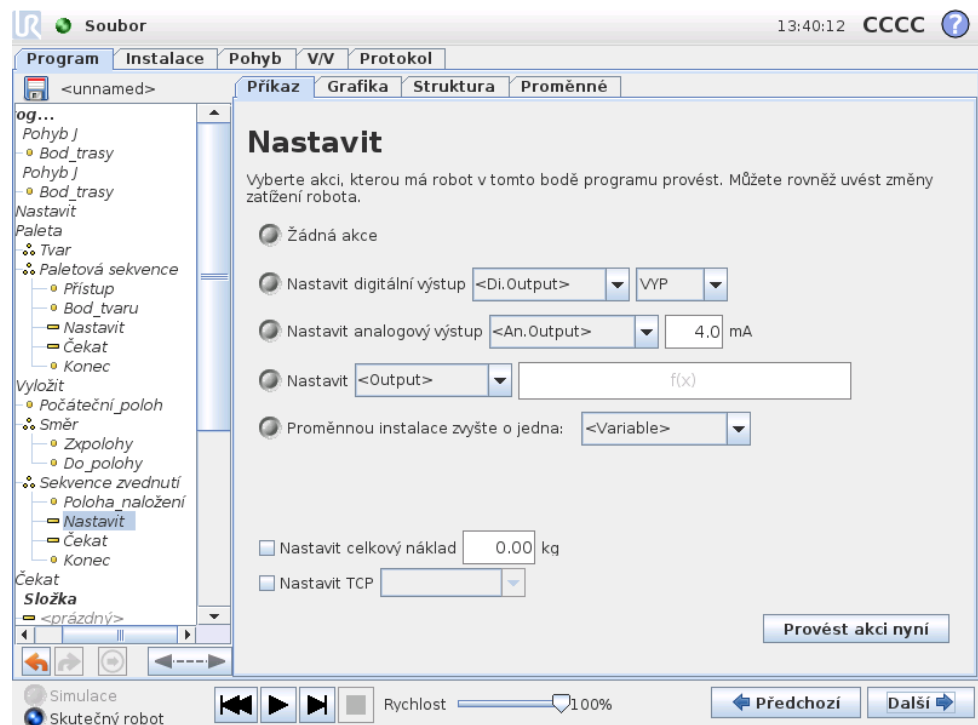 UR Soubor 13:40:12 CCCC ?
Program Instalace Pohyb V/V Protokol
<unnamed>
Příkaz Grafika Struktura Proměnné
rog...
Pohyb J
Bod_trasy
Pohyb J
Bod_trasy
Nastavit
Paleta
Tvar
Paletová sekvence
Přístup
Bod_tvaru
Nastavit
Čekat
Konec
Vyložit
Počáteční_poloh
Směr
Zxpolohy
Do_polohy
Sekvence zvednutí
Poloha_naložení
Nastavit
Čekat
Konec
Čekat
Složka
<prázdný>
Nastavit
Vyberte akci, kterou má robot v tomto bodě programu provést. Můžete rovněž uvést změny
zatížení robota.
Žádná akce
Nastavit digitální výstup <Di.Output> VYP
Nastavit analogový výstup <An.Output> 4.0 mA
Nastavit <Output> f(x)
Proměnnou instalace zvyšte o jedna: <Variable>
Nastavit celkový náklad 0.00 kg
Nastavit TCP
Provést akci nyní
Simulace
Skutečný robot
Rychlost 100%
Předchozí Další